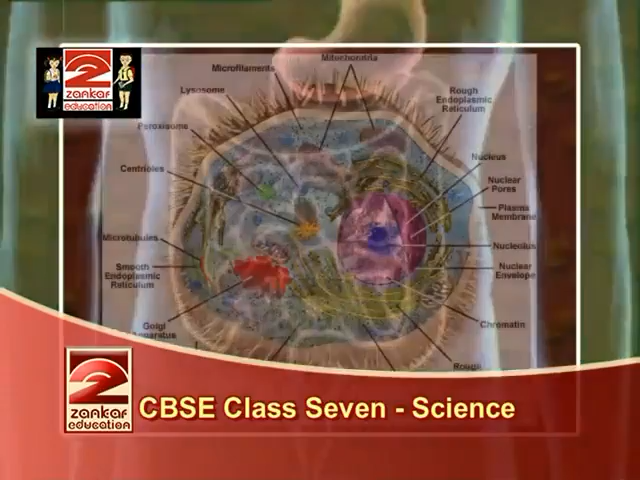 Mitochondria
Microfilaments
Lysosome
Rough
Endoplasmic
Reticulum
Peroxisome
Nucleus
Centrioles
Nuclear
Pores
Plasma
Membrane
Microtubules
Nucleolus
Smooth
Endoplasmic
Reticulum
Nuclear
Envelope
Golgi
Apparatus
Chromatin
Rough
zankar
education
zankar
education
CBSE Class Seven - Science